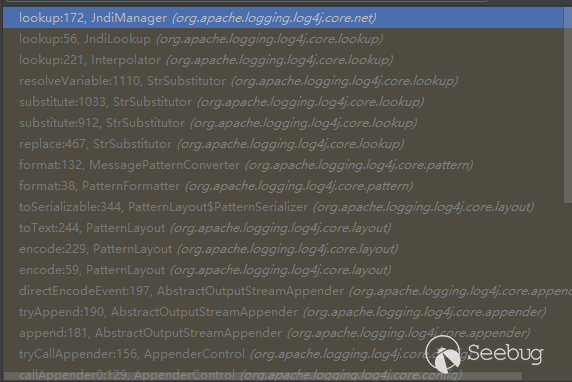 lookup:172, JndiManager (org.apache.logging.log4j.core.net)
lookup:56, JndiLookup (org.apache.logging.log4j.core.lookup)
lookup:221, Interpolator (org.apache.logging.log4j.core.lookup)
resolveVariable:1110, StrSubstitutor (org.apache.logging.log4j.core.lookup)
substitute:1033, StrSubstitutor (org.apache.logging.log4j.core.lookup)
substitute:912, StrSubstitutor (org.apache.logging.log4j.core.lookup)
replace:467, StrSubstitutor (org.apache.logging.log4j.core.lookup)
format:132, MessagePatternConverter (org.apache.logging.log4j.core.pattern)
format:38, PatternFormatter (org.apache.logging.log4j.core.pattern)
toSerializable:344, PatternLayout$PatternSerializer (org.apache.logging.log4j.core.layout)
toText:244, PatternLayout (org.apache.logging.log4j.core.layout)
encode:229, PatternLayout (org.apache.logging.log4j.core.layout)
encode:59, PatternLayout (org.apache.logging.log4j.core.layout)
directEncodeEvent:197, AbstractOutputStreamAppender (org.apache.logging.log4j.core.appende
tryAppend:190, AbstractOutputStreamAppender (org.apache.logging.log4j.core.appender)
append:181, AbstractOutputStreamAppender (org.apache.logging.log4j.core.appender)
tryCallAppender:156, AppenderControl (org.apache.logging.log4j.core.config)
callAppender0:129, AppenderControl (org.apache.logging.log4j.core.config)
Seebug